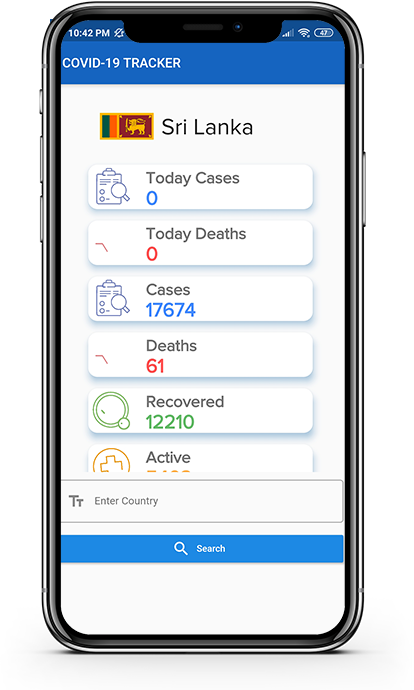 10:42 PM
47
COVID-19 TRACKER
Sri Lanka
Today Cases
0
Today Deaths
0
Cases
17674
Deaths
61
Recovered
12210
Active
Enter Country
Search